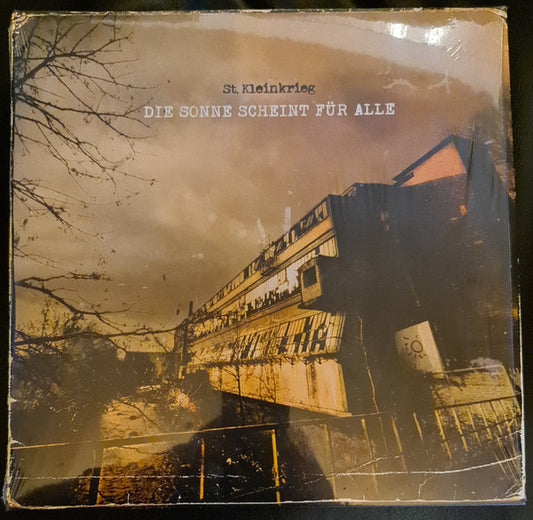 St. Kleinkrieg
DIE SONNE SCHEINT FÜR ALLE